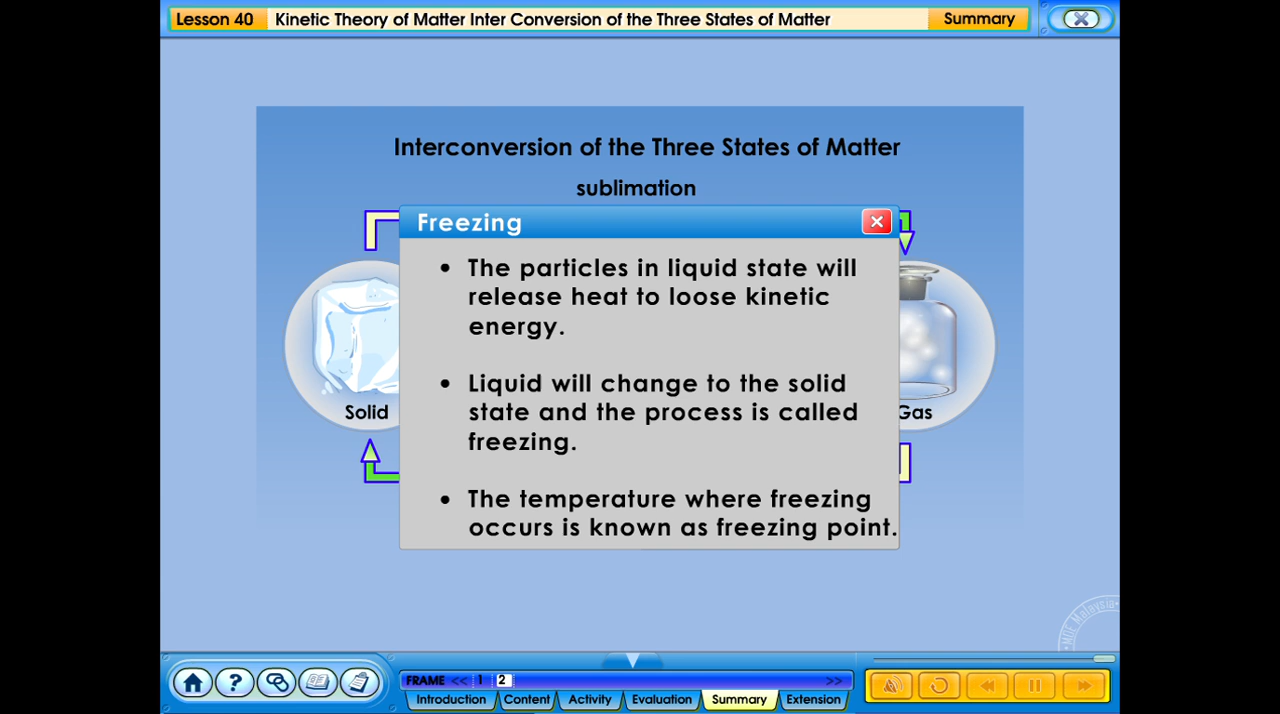 Lesson 40
Kinetic Theory of Matter Inter Conversion of the Three States of Matter
Summary
Interconversion of the Three States of Matter
sublimation
Freezing
• The particles in liquid state will
release heat to loose kinetic
energy.
• Liquid will change to the solid
state and the process is called
freezing.
• The temperature where freezing
occurs is known as freezing point.
Solid
Gas
MDE Malaysia
FRAME << 1 2 >>
Introduction
Content
Activity
Evaluation
Summary
Extension